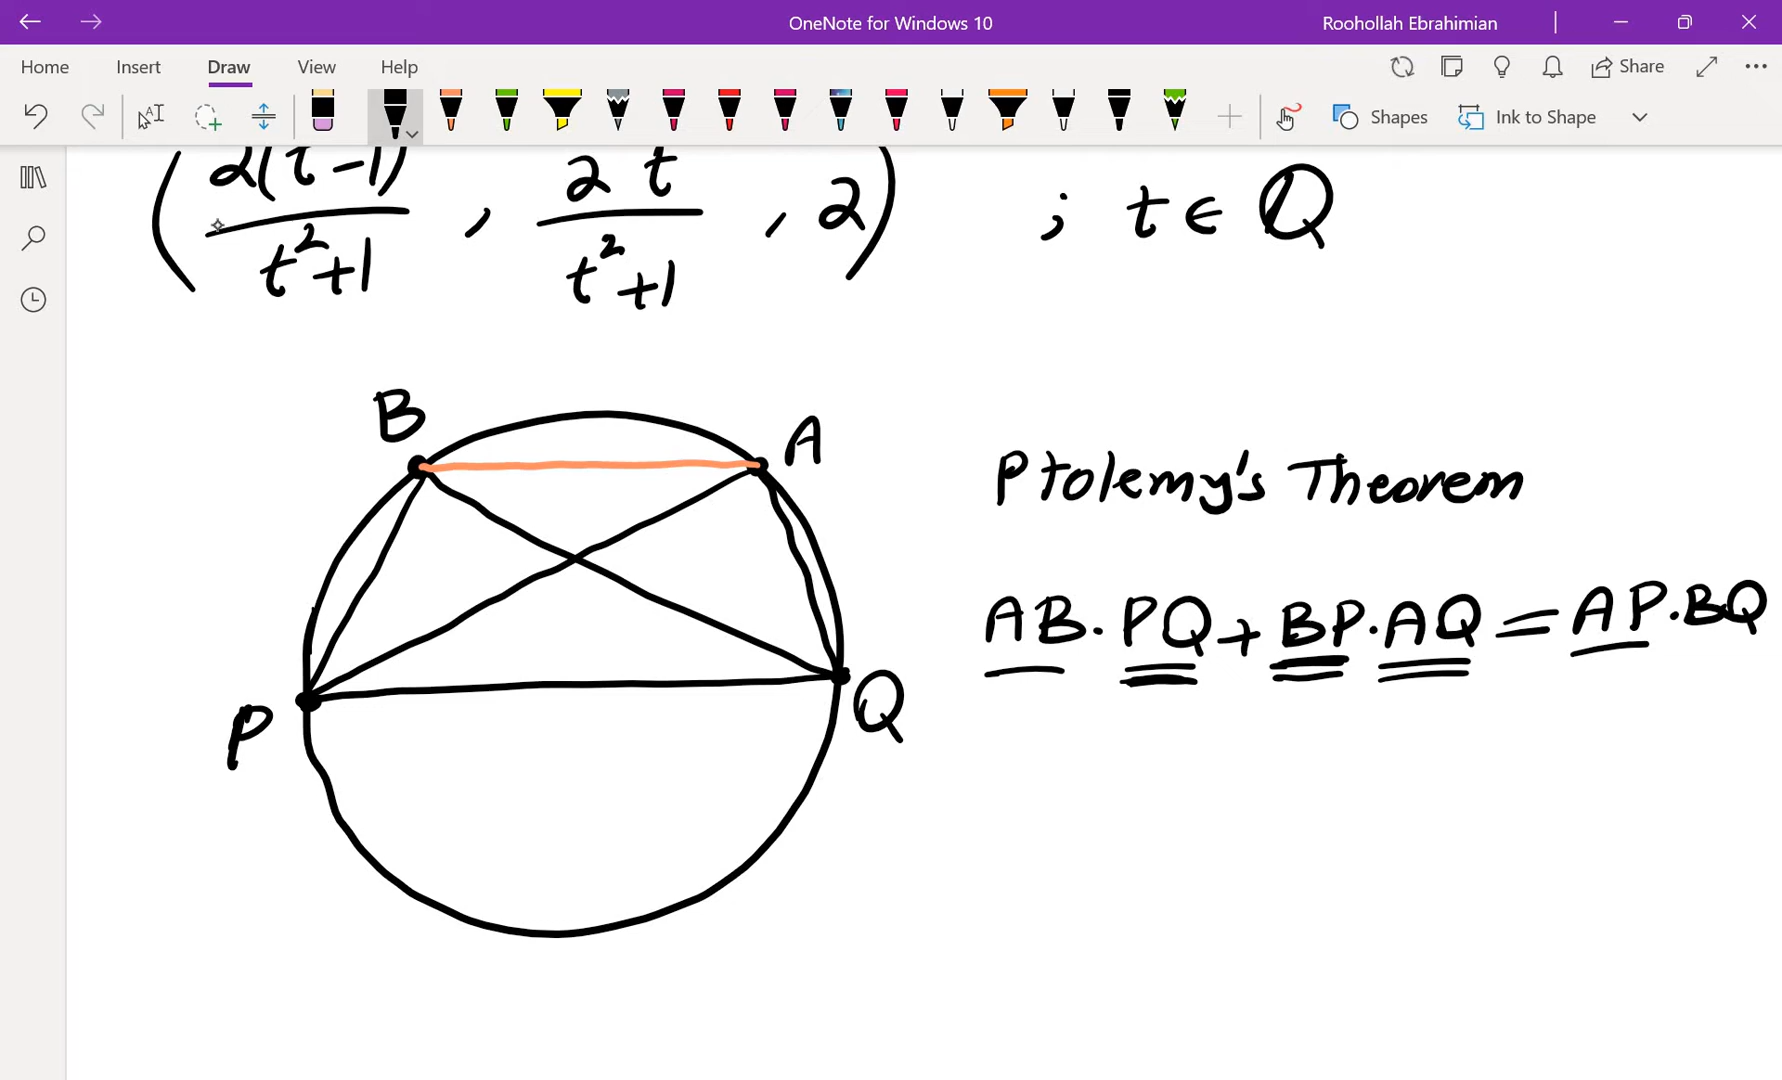 OneNote for Windows 10
Roohollah Ebrahimian
Home Insert Draw View Help
Share
Shapes
Ink to Shape
( 2(t-1) / t²+1 , 2t / t²+1 , 2 ) ; t ∈ Q
B
A
Ptolemy's Theorem
AB·PQ+BP·AQ=AP·BQ
P
Q